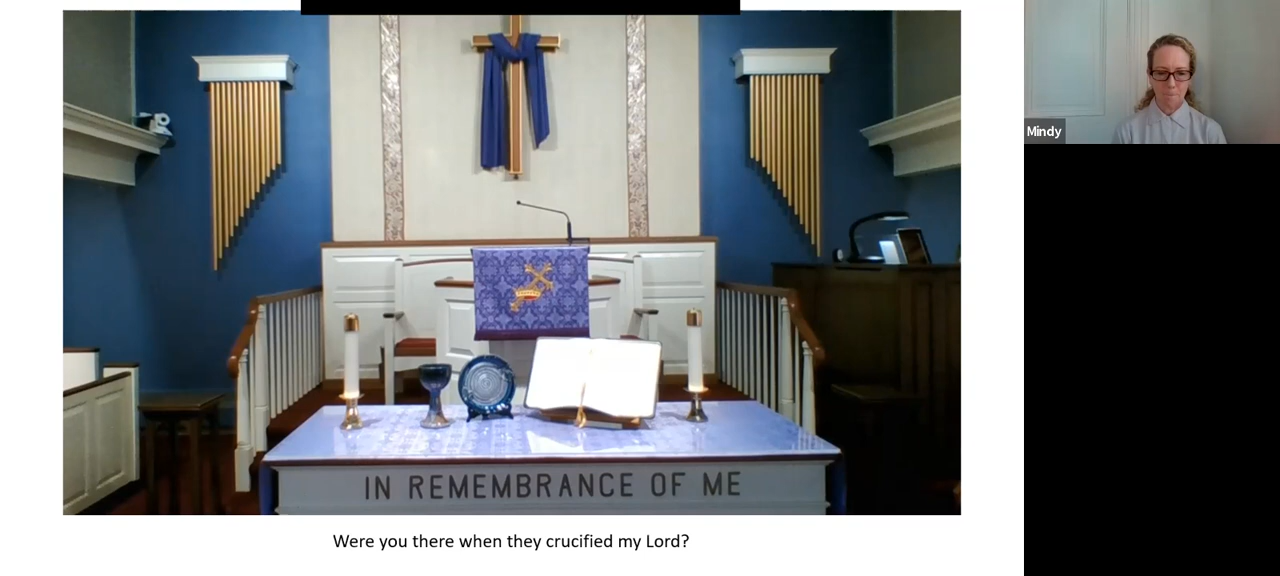 Mindy
IN REMEMBRANCE OF ME
Were you there when they crucified my Lord?